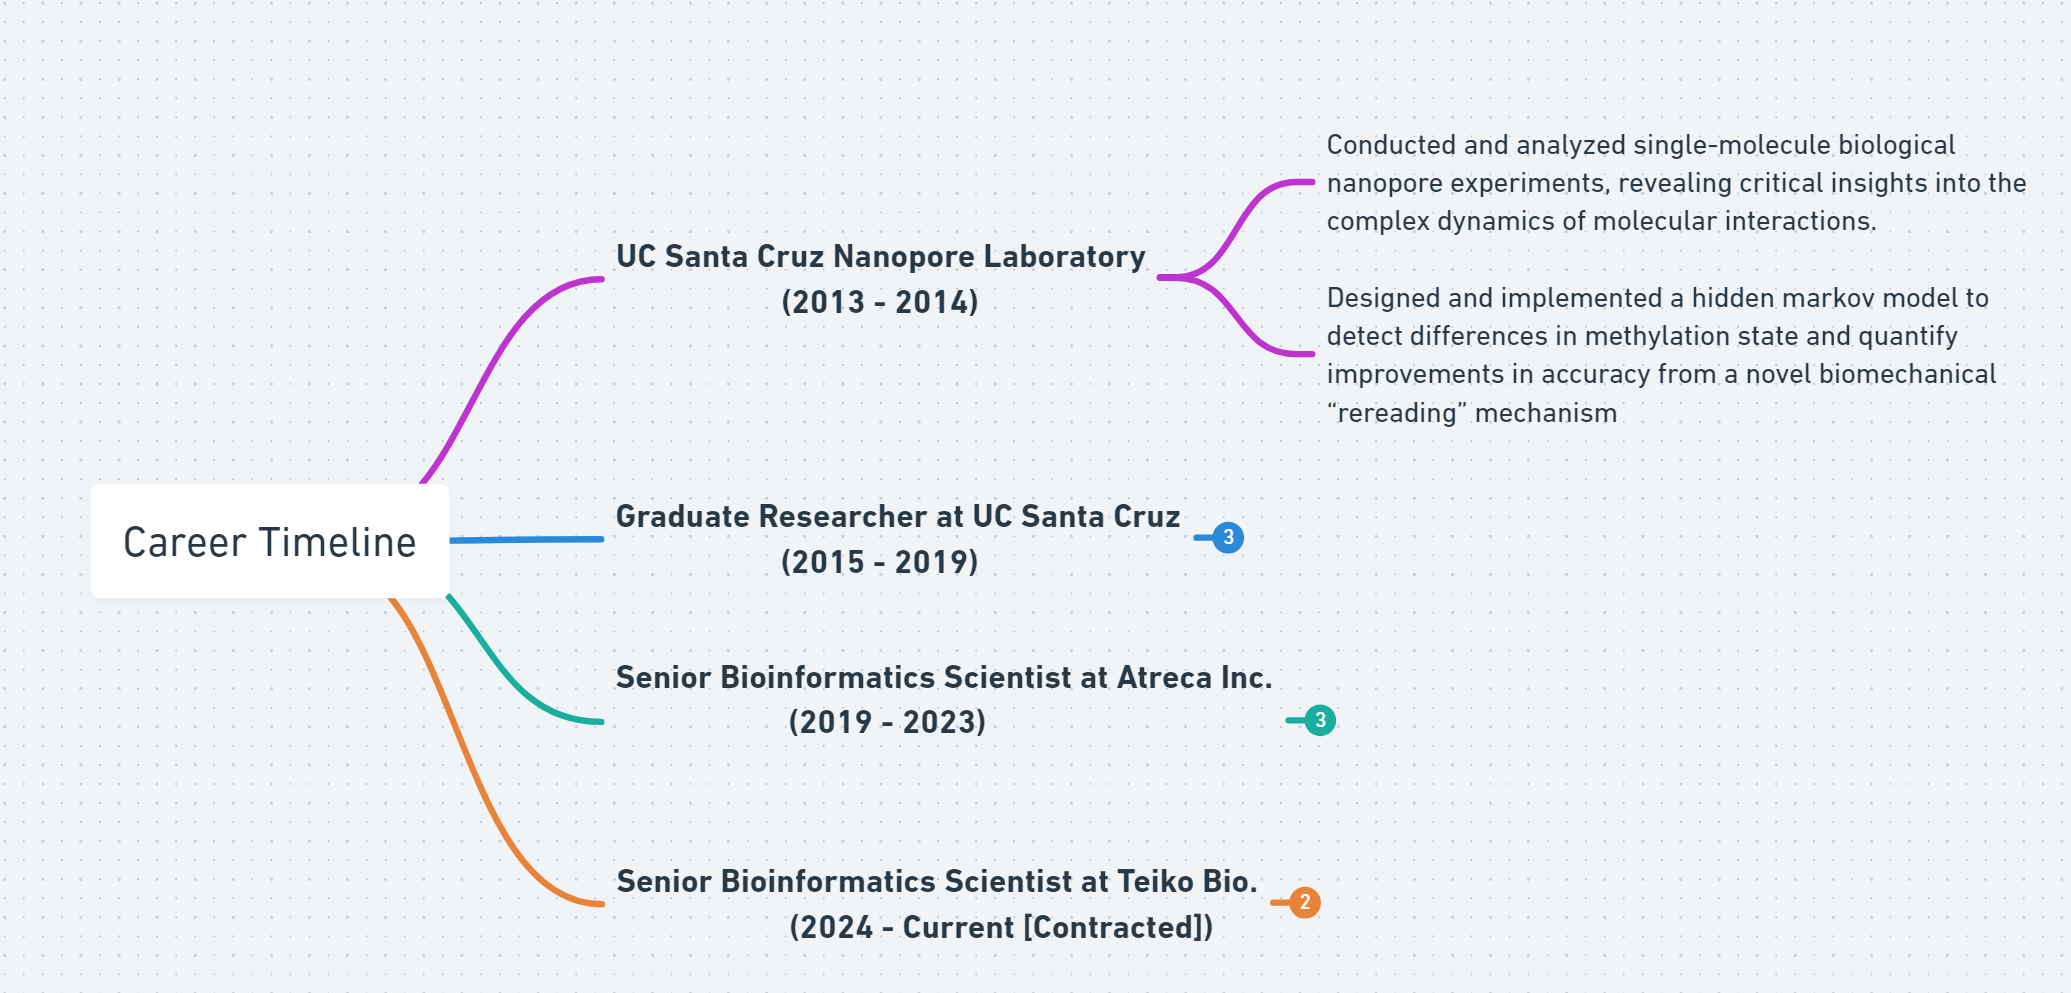 Career Timeline
UC Santa Cruz Nanopore Laboratory
(2013 - 2014)
Conducted and analyzed single-molecule biological
nanopore experiments, revealing critical insights into the
complex dynamics of molecular interactions.
Designed and implemented a hidden markov model to
detect differences in methylation state and quantify
improvements in accuracy from a novel biomechanical
“rereading” mechanism
Graduate Researcher at UC Santa Cruz
(2015 - 2019)
3
Senior Bioinformatics Scientist at Atreca Inc.
(2019 - 2023)
3
Senior Bioinformatics Scientist at Teiko Bio.
(2024 - Current [Contracted])
2